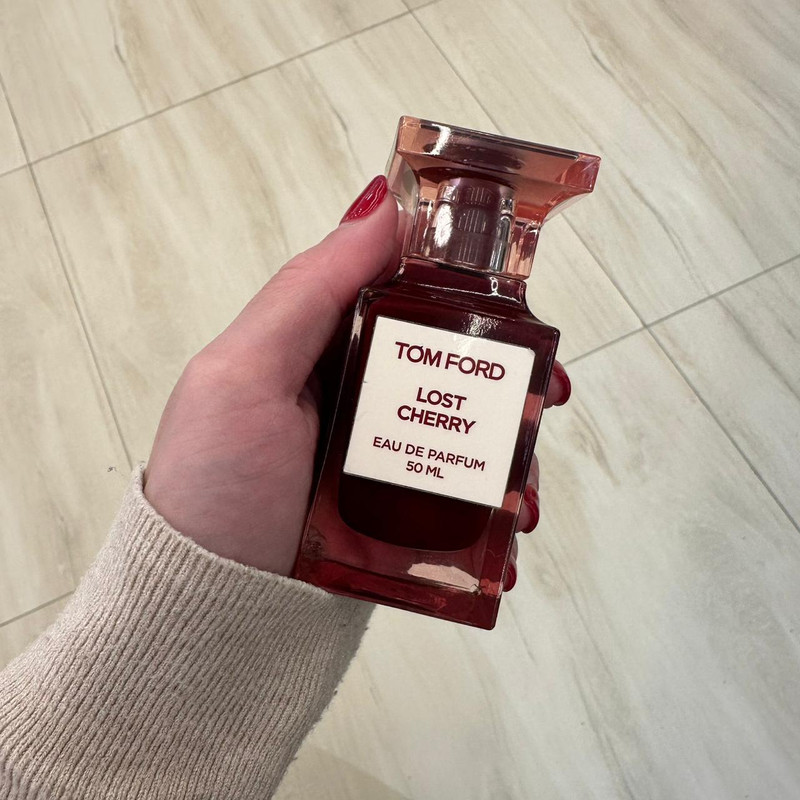 TOM FORD
LOST
CHERRY
EAU DE PARFUM
50 ML